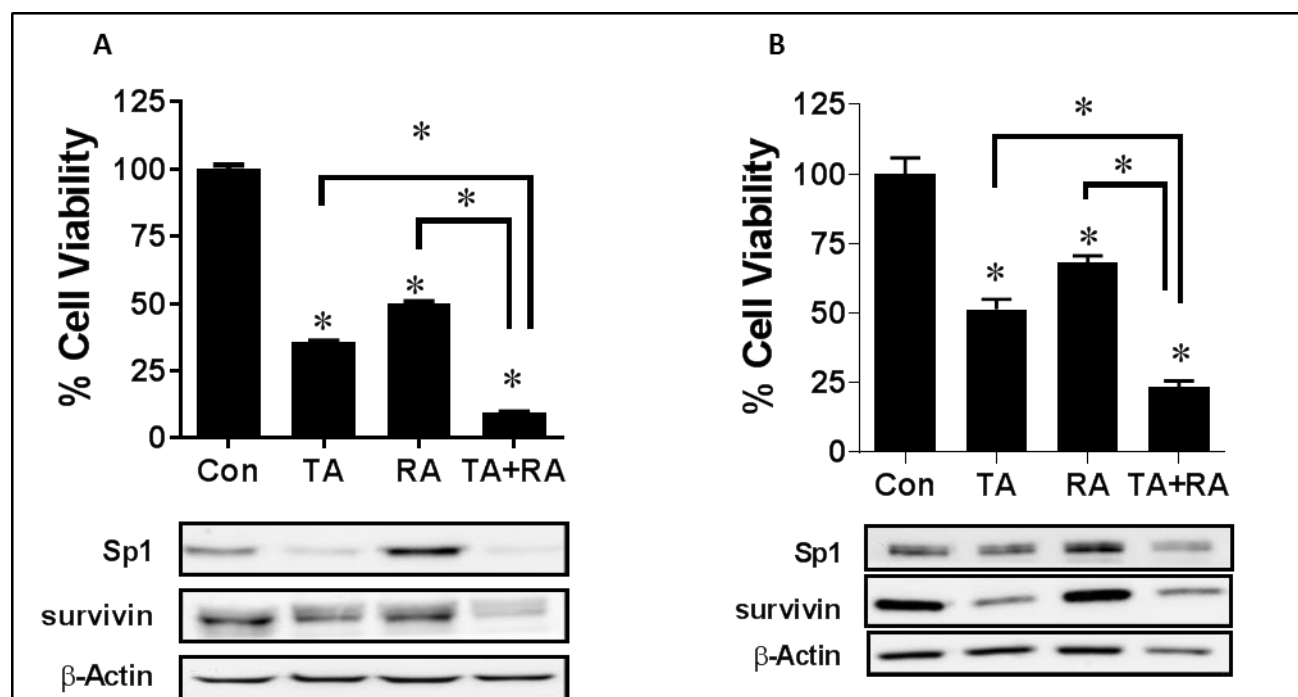 A
% Cell Viability
125
*
100
*
75
*
50
*
25
*
0
Con TA RA TA+RA
Sp1
survivin
β-Actin
B
% Cell Viability
125
*
100
*
75
*
*
50
25
*
0
Con TA RA TA+RA
Sp1
survivin
β-Actin